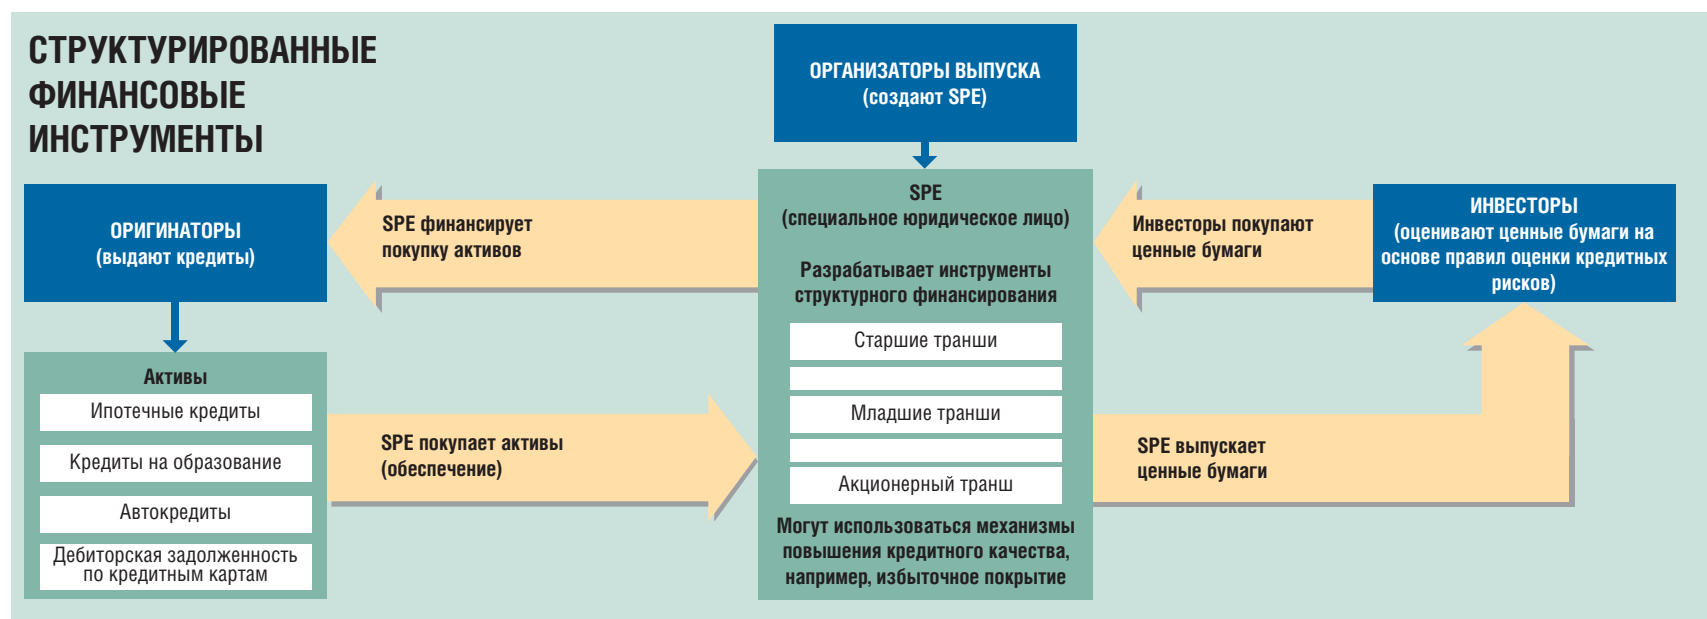 СТРУКТУРИРОВАННЫЕ
ФИНАНСОВЫЕ
ИНСТРУМЕНТЫ
ОРГАНИЗАТОРЫ ВЫПУСКА
(создают SPE)
ОРИГИНАТОРЫ
(выдают кредиты)
SPE финансирует
покупку активов
SPE
(специальное юридическое лицо)
Разрабатывает инструменты
структурного финансирования
Инвесторы покупают
ценные бумаги
ИНВЕСТОРЫ
(оценивают ценные бумаги на
основе правил оценки кредитных
рисков)
Активы
Ипотечные кредиты
Кредиты на образование
Автокредиты
Дебиторская задолженность
по кредитным картам
SPE покупает активы
(обеспечение)
Старшие транши
Младшие транши
Акционерный транш
Могут использоваться механизмы
повышения кредитного качества,
например, избыточное покрытие
SPE выпускает
ценные бумаги